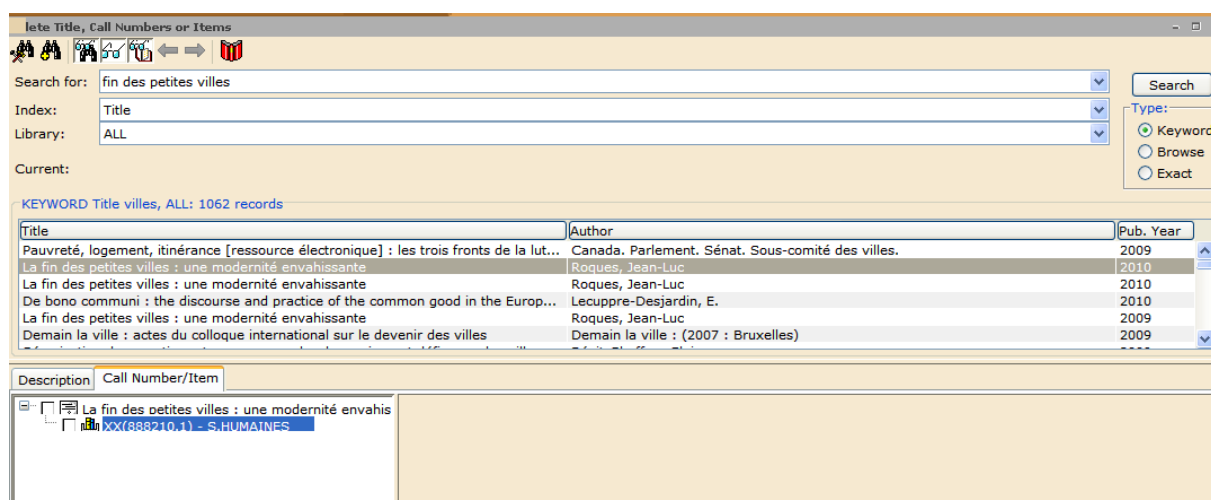 lete Title, Call Numbers or Items
Search for: fin des petites villes Search
Index: Title Type:
Library: ALL Keyword
Browse
Current: Exact
KEYWORD Title villes, ALL: 1062 records
Title Author Pub. Year
Pauvreté, logement, itinérance [ressource électronique] : les trois fronts de la lut... Canada. Parlement. Sénat. Sous-comité des villes. 2009
La fin des petites villes : une modernité envahissante Roques, Jean-Luc 2010
La fin des petites villes : une modernité envahissante Roques, Jean-Luc 2010
De bono communi : the discourse and practice of the common good in the Europ... Lecuppre-Desjardin, E. 2010
La fin des petites villes : une modernité envahissante Roques, Jean-Luc 2009
Demain la ville : actes du colloque international sur le devenir des villes Demain la ville : (2007 : Bruxelles) 2009
Description Call Number/Item
La fin des petites villes : une modernité envahis
XX(888210.1) - S.HUMAINES